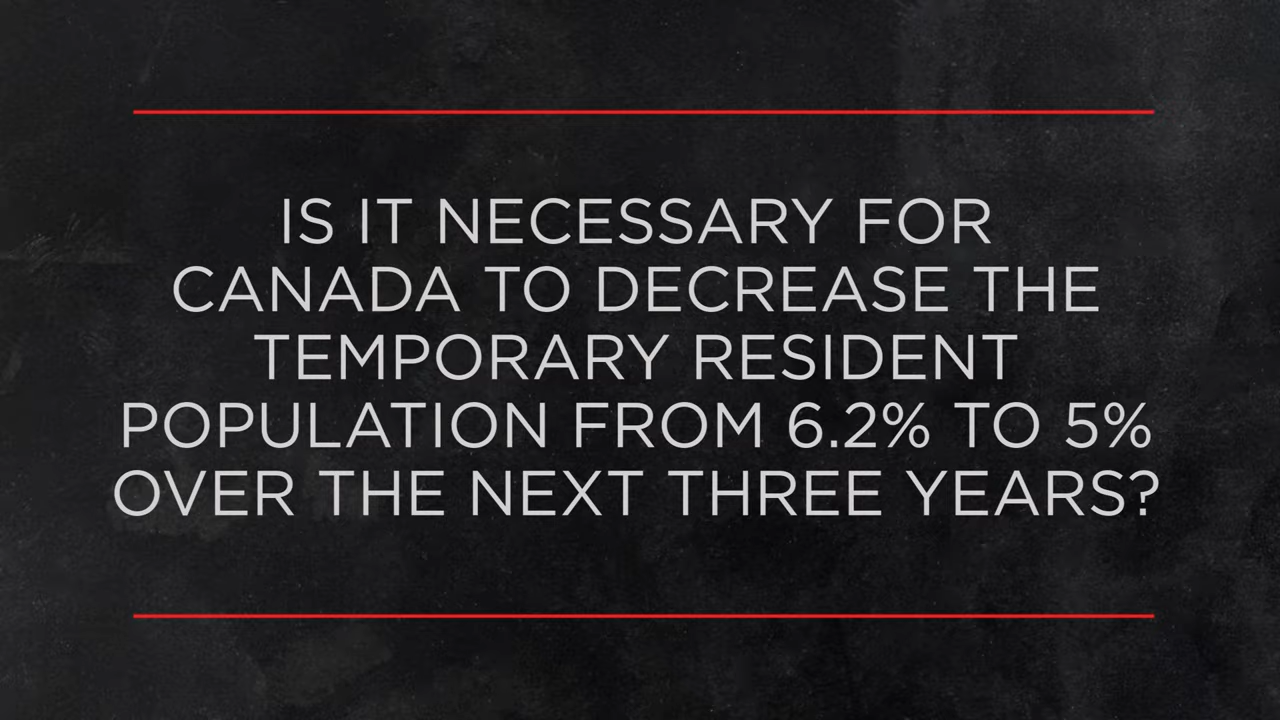 IS IT NECESSARY FOR
CANADA TO DECREASE THE
TEMPORARY RESIDENT
POPULATION FROM 6.2% TO 5%
OVER THE NEXT THREE YEARS?